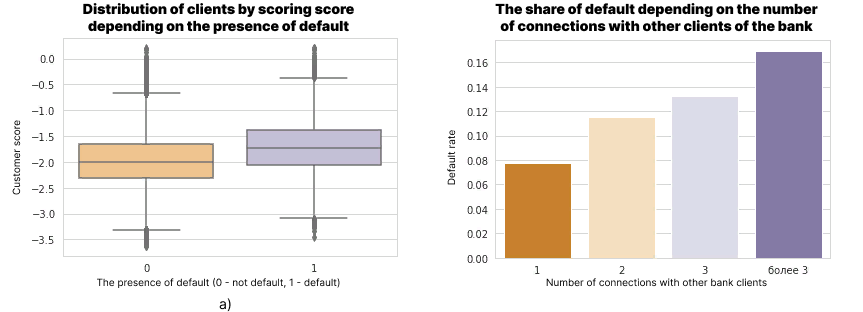 Distribution of clients by scoring score
depending on the presence of default
0.0
−0.5
−1.0
−1.5
−2.0
−2.5
−3.0
−3.5
Customer score
0
1
The presence of default (0 - not default, 1 - default)
a)
The share of default depending on the number
of connections with other clients of the bank
0.16
0.14
0.12
0.10
0.08
0.06
0.04
0.02
0.00
Default rate
1
2
3
более 3
Number of connections with other bank clients